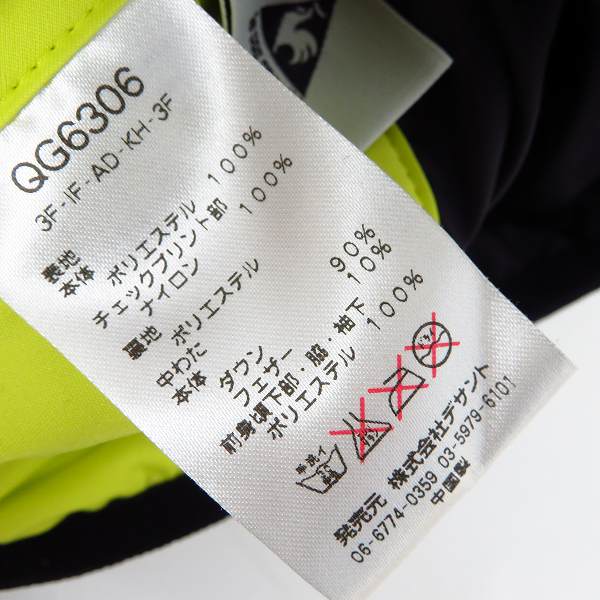 QG6306
3F-IF-AD-KH-3F
表地
本体 ポリエステル 100%
チェックプリント部
ナイロン 100%
裏地 ポリエステル
中わた
本体 ダウン 90%
フェザー 10%
前身頃下部・脇・袖下
ポリエステル 100%
手洗イ
発売元 株式会社デサント
06-6774-0359 03-5979-6101
中国製